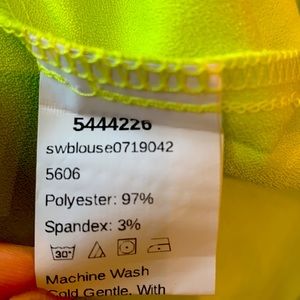 5444226
swblouse0719042
5606
Polyester: 97%
Spandex: 3%
30°
Machine Wash
Cold Gentle, With